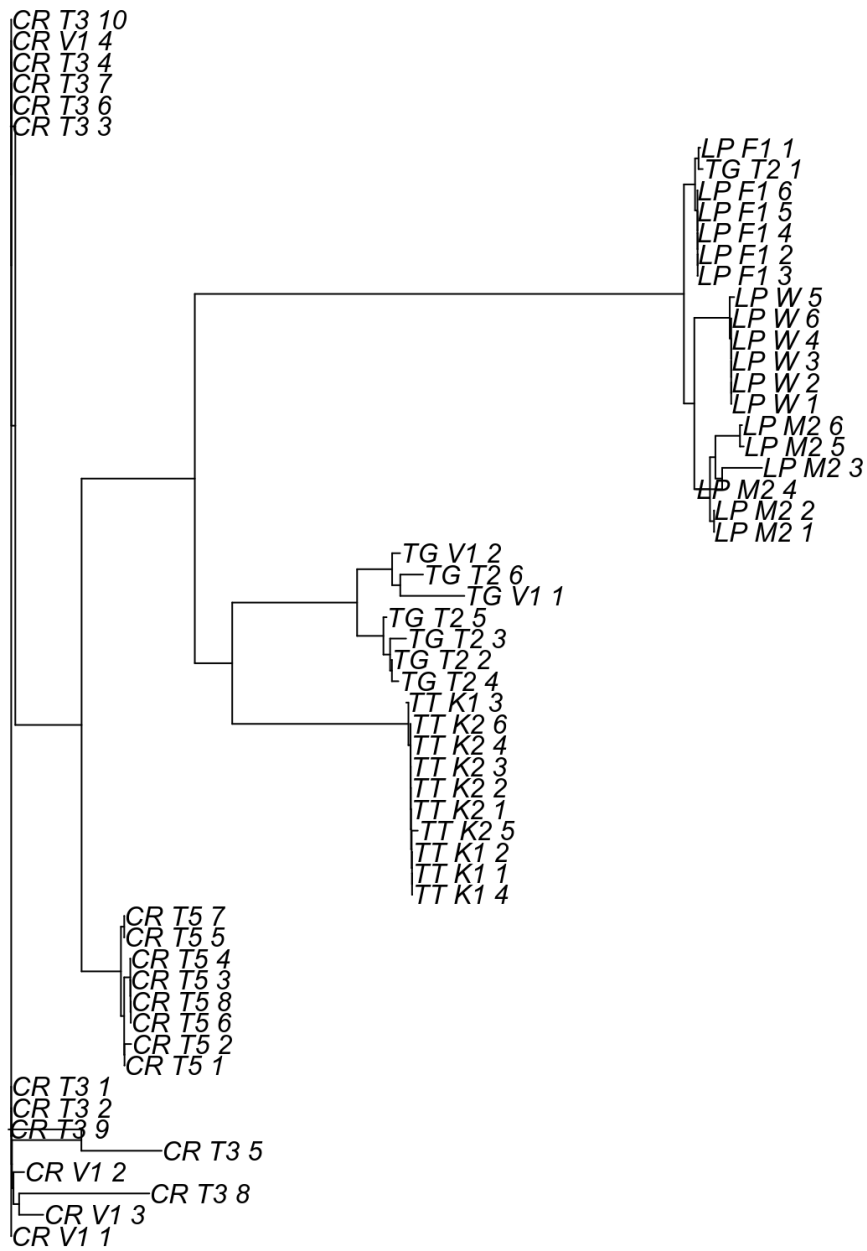 CR T3 10
CR V1 4
CR T3 4
CR T3 7
CR T3 6
CR T3 3
LP F1 1
TG T2 1
LP F1 6
LP F1 5
LP F1 4
LP F1 2
LP F1 3
LP W 5
LP W 6
LP W 4
LP W 3
LP W 2
LP W 1
LP M2 6
LP M2 5
LP M2 3
LP M2 4
LP M2 2
LP M2 1
TG V1 2
TG T2 6
TG V1 1
TG T2 5
TG T2 3
TG T2 2
TG T2 4
TT K1 3
TT K2 6
TT K2 4
TT K2 3
TT K2 2
TT K2 1
TT K2 5
TT K1 2
TT K1 1
TT K1 4
CR T5 7
CR T5 5
CR T5 4
CR T5 3
CR T5 8
CR T5 6
CR T5 2
CR T5 1
CR T3 1
CR T3 2
CR T3 9
CR T3 5
CR V1 2
CR T3 8
CR V1 3
CR V1 1